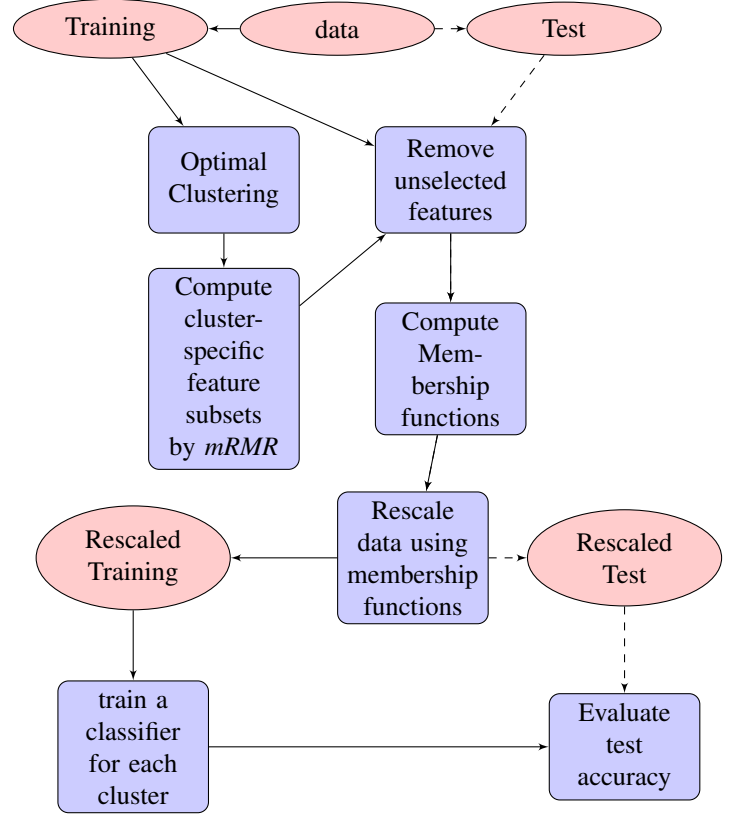 Training
data
Test
Optimal
Clustering
Remove
unselected
features
Compute
cluster-
specific
feature
subsets
by mRMR
Compute
Mem-
bership
functions
Rescaled
Training
Rescale
data using
membership
functions
Rescaled
Test
train a
classifier
for each
cluster
Evaluate
test
accuracy